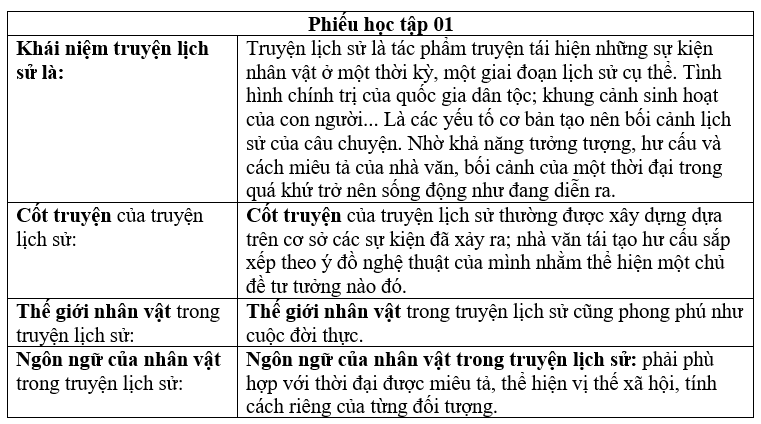 Phiếu học tập 01
Khái niệm truyện lịch
sử là:
Truyện lịch sử là tác phẩm truyện tái hiện những sự kiện
nhân vật ở một thời kỳ, một giai đoạn lịch sử cụ thể. Tình
hình chính trị của quốc gia dân tộc; khung cảnh sinh hoạt
của con người... Là các yếu tố cơ bản tạo nên bối cảnh lịch
sử của câu chuyện. Nhờ khả năng tưởng tượng, hư cấu và
cách miêu tả của nhà văn, bối cảnh của một thời đại trong
quá khứ trở nên sống động như đang diễn ra.
Cốt truyện của truyện
lịch sử:
Cốt truyện của truyện lịch sử thường được xây dựng dựa
trên cơ sở các sự kiện đã xảy ra; nhà văn tái tạo hư cấu sắp
xếp theo ý đồ nghệ thuật của mình nhằm thể hiện một chủ
đề tư tưởng nào đó.
Thế giới nhân vật trong
truyện lịch sử:
Thế giới nhân vật trong truyện lịch sử cũng phong phú như
cuộc đời thực.
Ngôn ngữ của nhân vật
trong truyện lịch sử:
Ngôn ngữ của nhân vật trong truyện lịch sử: phải phù
hợp với thời đại được miêu tả, thể hiện vị thế xã hội, tính
cách riêng của từng đối tượng.